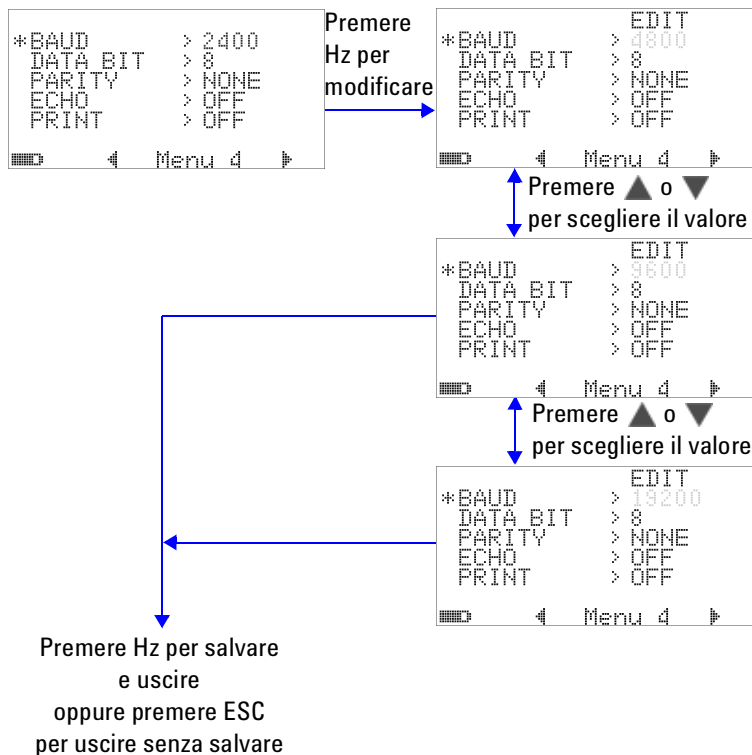 *BAUD > 2400
DATA BIT > 8
PARITY > NONE
ECHO > OFF
PRINT > OFF
Menu 4
Premere
Hz per
modificare
EDIT
*BAUD > 4800
DATA BIT > 8
PARITY > NONE
ECHO > OFF
PRINT > OFF
Menu 4
Premere ▲ o ▼
per scegliere il valore
EDIT
*BAUD > 9600
DATA BIT > 8
PARITY > NONE
ECHO > OFF
PRINT > OFF
Menu 4
Premere ▲ o ▼
per scegliere il valore
EDIT
*BAUD > 19200
DATA BIT > 8
PARITY > NONE
ECHO > OFF
PRINT > OFF
Menu 4
Premere Hz per salvare
e uscire
oppure premere ESC
per uscire senza salvare